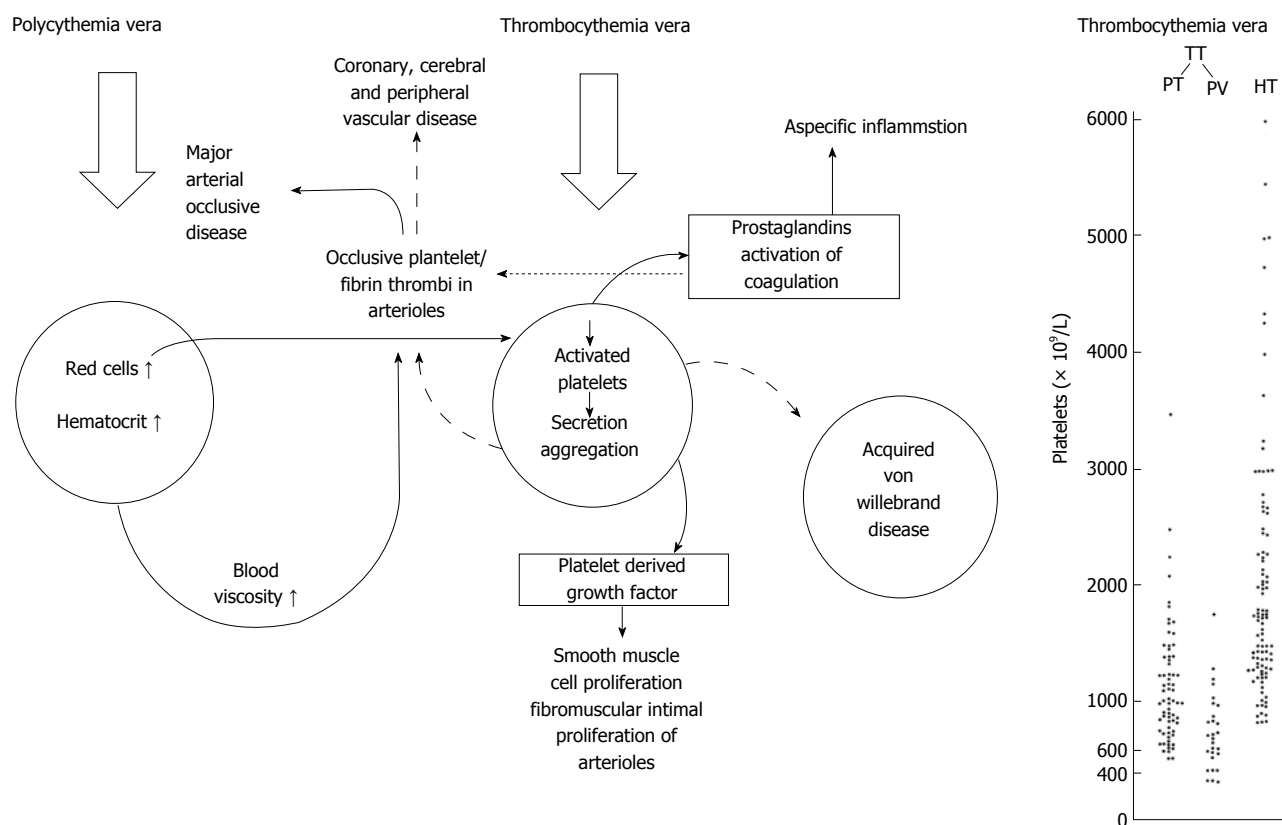 Polycythemia vera
Thrombocythemia vera
Coronary, cerebral
and peripheral
vascular disease
Major
arterial
occlusive
disease
Aspecific inflammstion
Prostaglandins
activation of
coagulation
Occlusive plantelet/
fibrin thrombi in
arterioles
Red cells ↑
Hematocrit ↑
Activated
platelets
Secretion
aggregation
Acquired
von
willebrand
disease
Blood
viscosity ↑
Platelet derived
growth factor
Smooth muscle
cell proliferation
fibromuscular intimal
proliferation of
arterioles
Thrombocythemia vera
TT
PT PV HT
Platelets (× 10⁹/L)
6000
5000
4000
3000
2000
1000
600
400
0